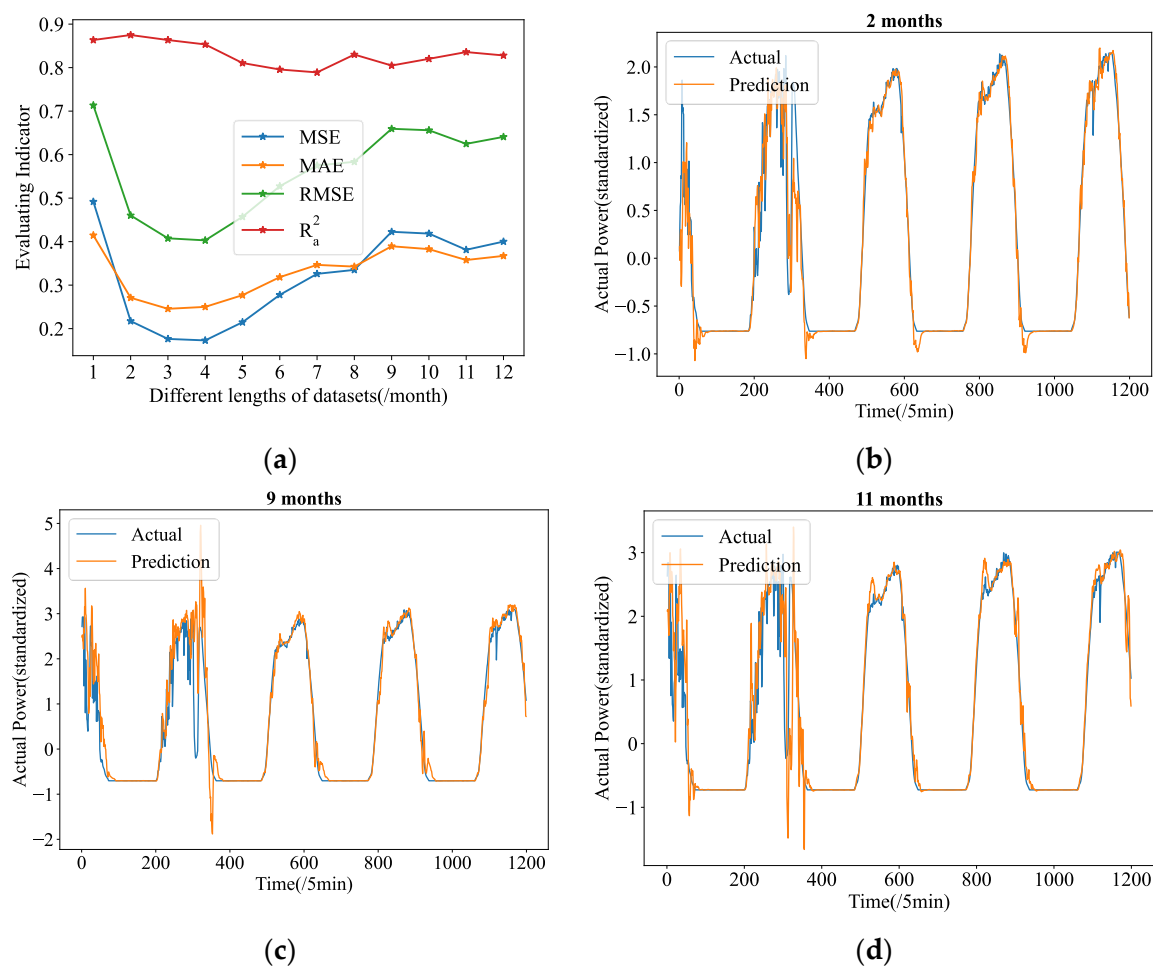 0.9
0.8
0.7
0.6
0.5
0.4
0.3
0.2
Evaluating Indicator
MSE
MAE
RMSE
R²ₐ
1 2 3 4 5 6 7 8 9 10 11 12
Different lengths of datasets(/month)
(a)
2 months
2.0
1.5
1.0
0.5
0.0
−0.5
−1.0
Actual Power(standardized)
Actual
Prediction
0 200 400 600 800 1000 1200
Time(/5min)
(b)
9 months
5
4
3
2
1
0
−1
−2
Actual Power(standardized)
Actual
Prediction
0 200 400 600 800 1000 1200
Time(/5min)
(c)
11 months
3
2
1
0
−1
Actual Power(standardized)
Actual
Prediction
0 200 400 600 800 1000 1200
Time(/5min)
(d)